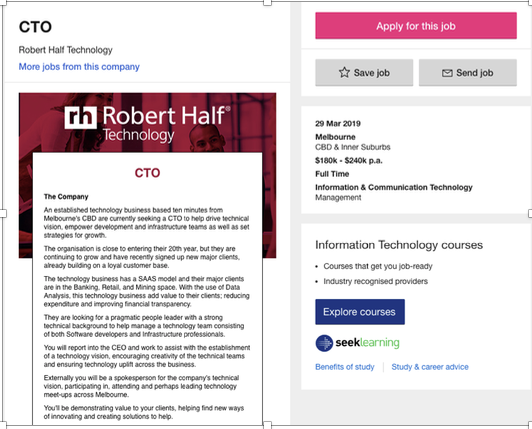 CTO
Robert Half Technology
More jobs from this company
rh Robert Half®
Technology
CTO
The Company
An established technology business based ten minutes from
Melbourne's CBD are currently seeking a CTO to help drive technical
vision, empower development and infrastructure teams as well as set
strategies for growth.
The organisation is close to entering their 20th year, but they are
continuing to grow and have recently signed up new major clients,
already building on a loyal customer base.
The technology business has a SAAS model and their major clients
are in the Banking, Retail, and Mining space. With the use of Data
Analysis, this technology business add value to their clients; reducing
expenditure and improving financial transparency.
They are looking for a pragmatic people leader with a strong
technical background to help manage a technology team consisting
of both Software developers and Infrastructure professionals.
You will report into the CEO and work to assist with the establishment
of a technology vision, encouraging creativity of the technical teams
and ensuring technology uplift across the business.
Externally you will be a spokesperson for the company's technical
vision, participating in, attending and perhaps leading technology
meet-ups across Melbourne.
You'll be demonstrating value to your clients, helping find new ways
of innovating and creating solutions to help.
Apply for this job
Save job
Send job
29 Mar 2019
Melbourne
CBD & Inner Suburbs
$180k - $240k p.a.
Full Time
Information & Communication Technology
Management
Information Technology courses
• Courses that get you job-ready
• Industry recognised providers
Explore courses
seek learning
Benefits of study | Study & career advice